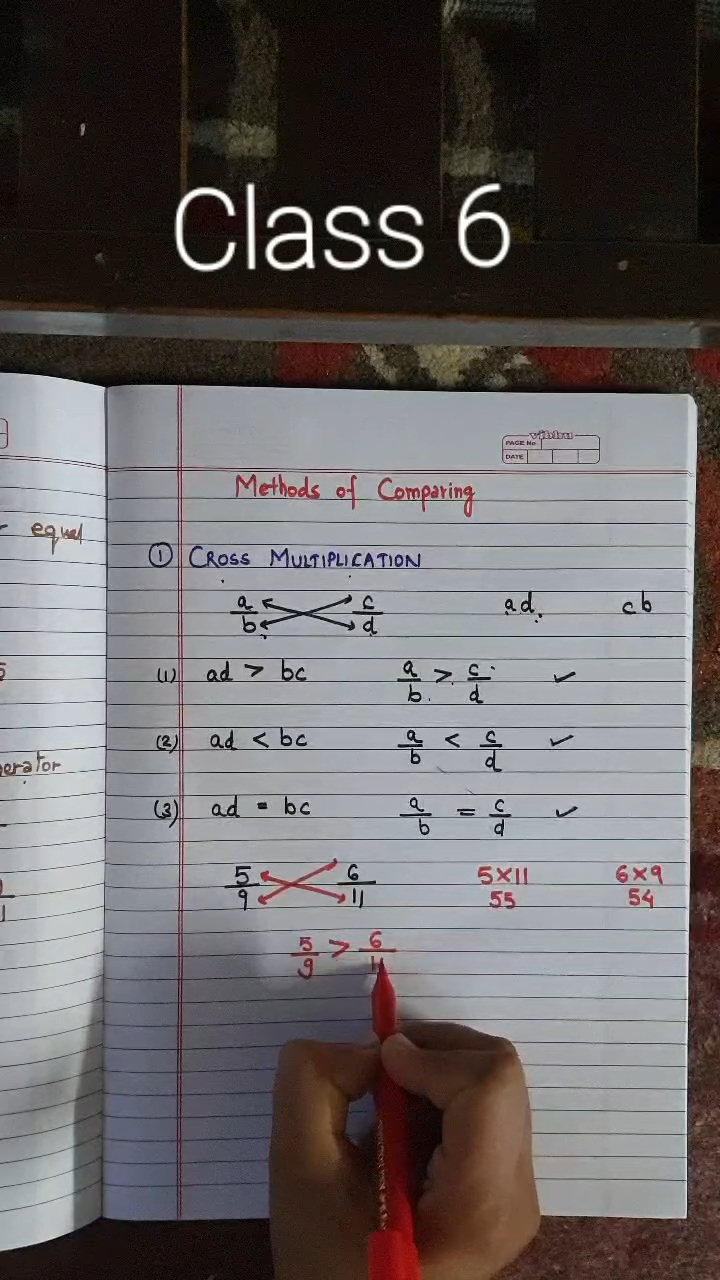 Class 6
vibhu
PAGE No
DATE
equal
Methods of Comparing
① CROSS MULTIPLICATION
a/b c/d ad. cb
(1) ad > bc a/b > c/d ✓
(2) ad < bc a/b < c/d ✓
(3) ad = bc a/b = c/d ✓
5/9 6/11 5×11 6×9
55 54
5/9 > 6/11